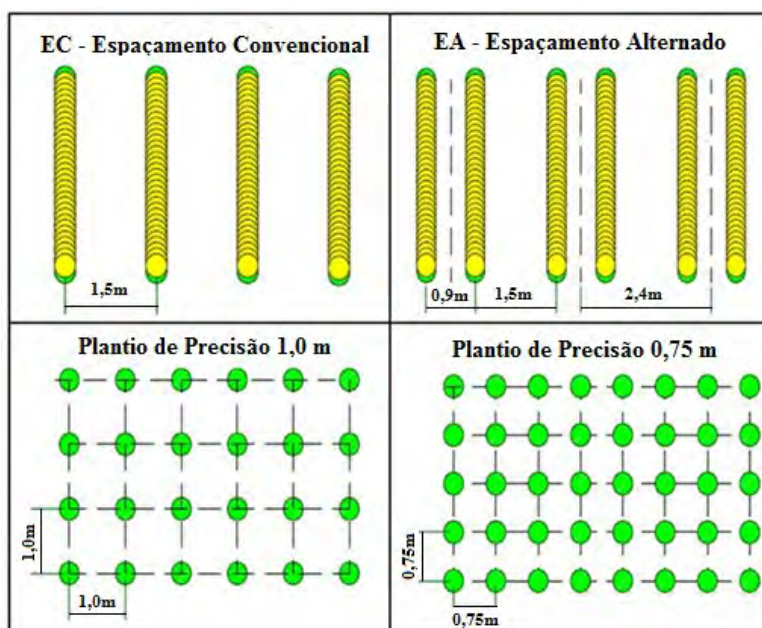 EC - Espaçamento Convencional
1,5m
EA - Espaçamento Alternado
0,9m
1,5m
2,4m
Plantio de Precisão 1,0 m
1,0m
1,0m
Plantio de Precisão 0,75 m
0,75m
0,75m